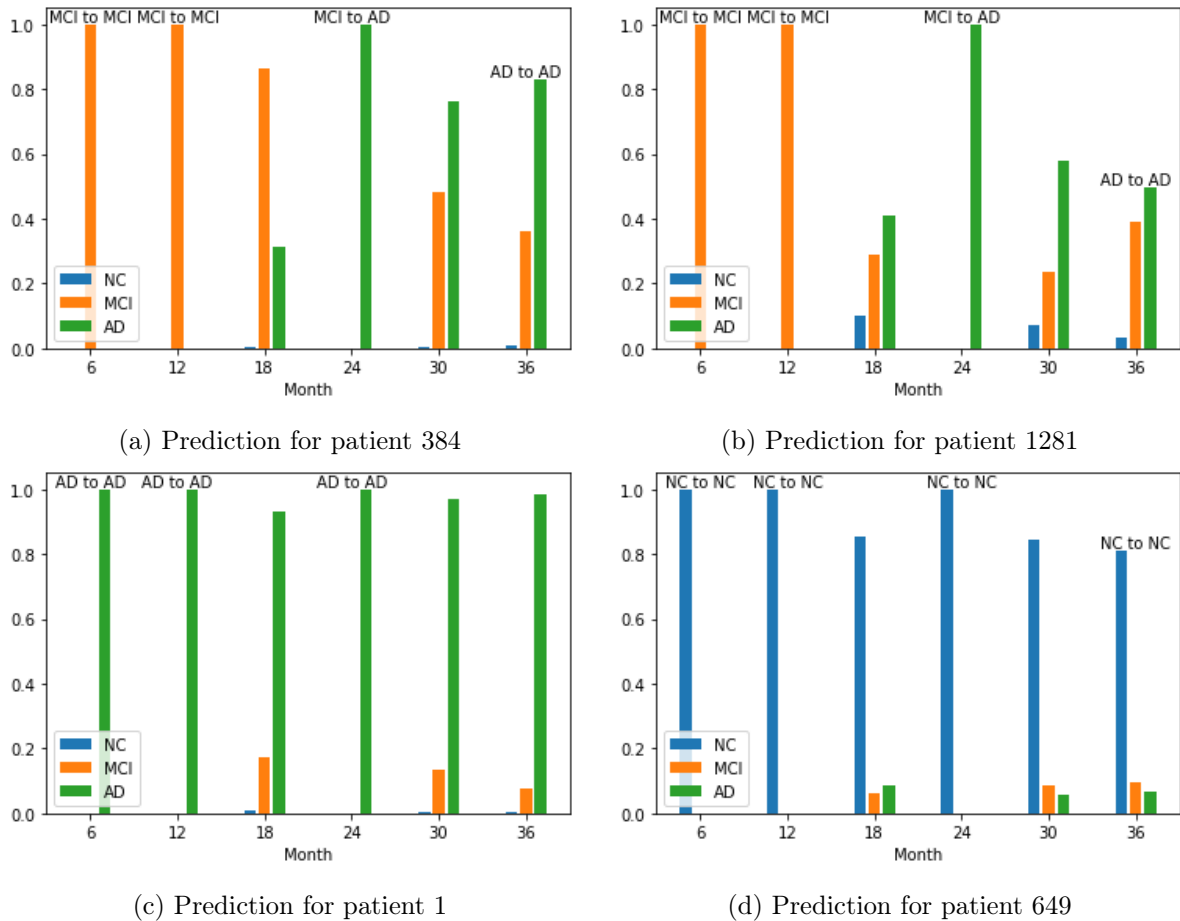 MCI to MCI MCI to MCI MCI to AD
AD to AD
1.0
0.8
0.6
0.4
0.2
0.0
NC
MCI
AD
6 12 18 24 30 36
Month
(a) Prediction for patient 384
MCI to MCI MCI to MCI MCI to AD
AD to AD
1.0
0.8
0.6
0.4
0.2
0.0
NC
MCI
AD
6 12 18 24 30 36
Month
(b) Prediction for patient 1281
AD to AD AD to AD AD to AD
1.0
0.8
0.6
0.4
0.2
0.0
NC
MCI
AD
6 12 18 24 30 36
Month
(c) Prediction for patient 1
NC to NC NC to NC NC to NC
NC to NC
1.0
0.8
0.6
0.4
0.2
0.0
NC
MCI
AD
6 12 18 24 30 36
Month
(d) Prediction for patient 649